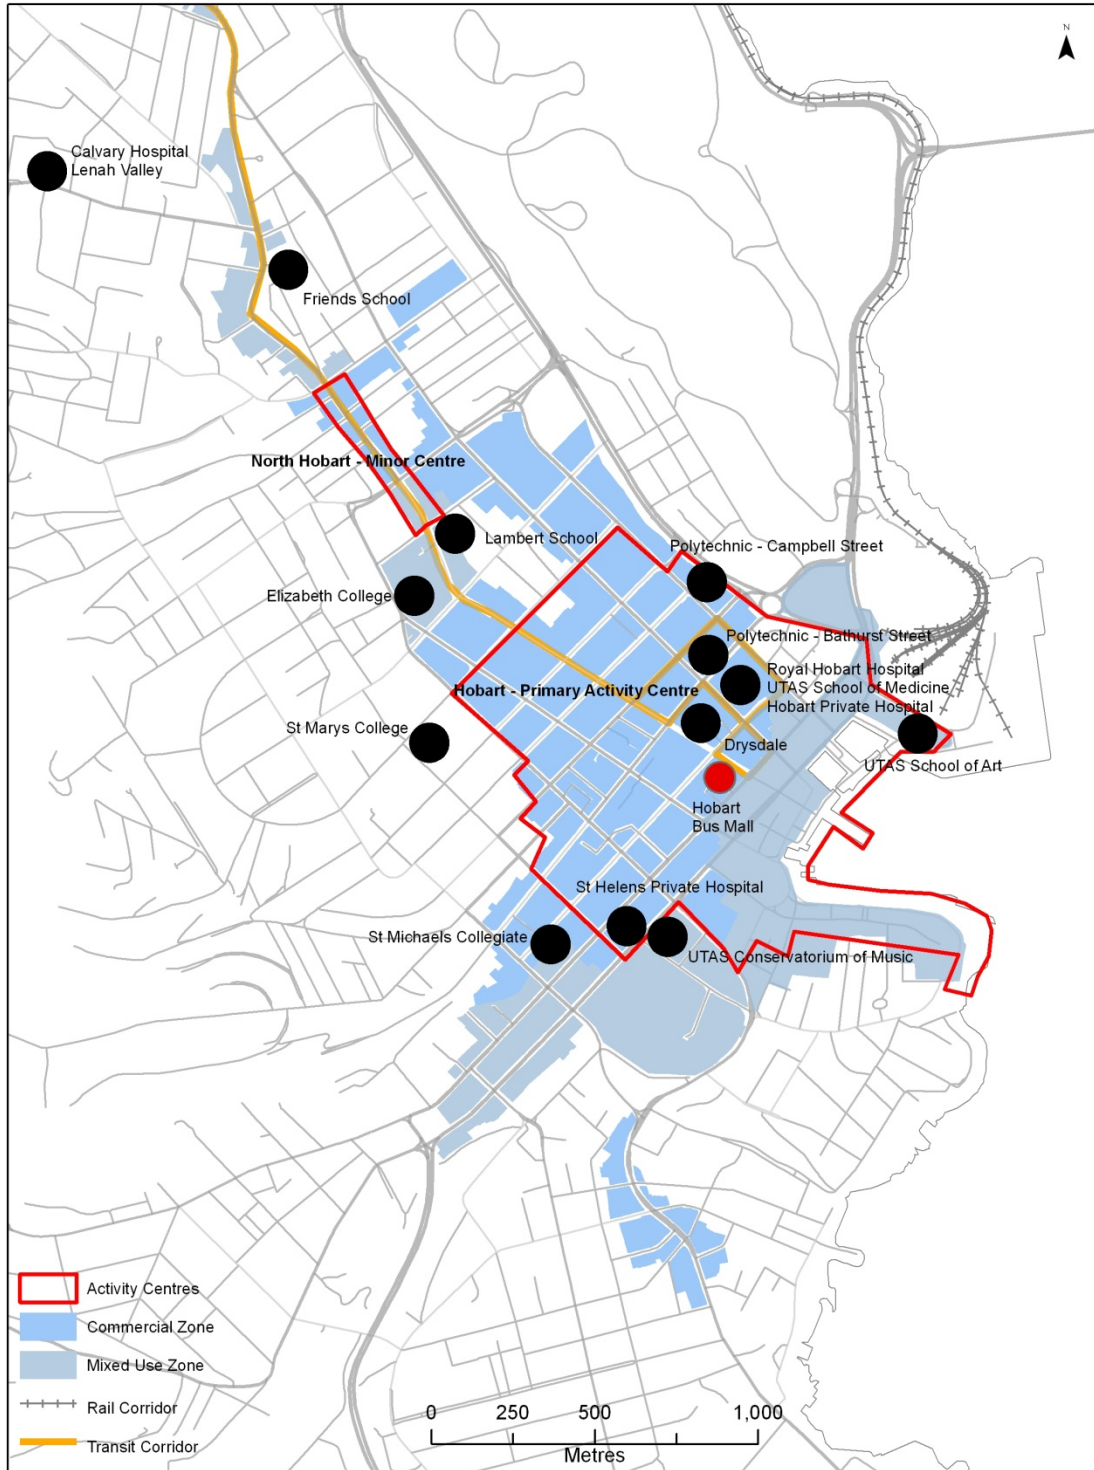 N
Calvary Hospital
Lenah Valley
Friends School
North Hobart - Minor Centre
Lambert School
Polytechnic - Campbell Street
Elizabeth College
Polytechnic - Bathurst Street
Royal Hobart Hospital
UTAS School of Medicine
Hobart Private Hospital
Hobart - Primary Activity Centre
St Marys College
Drysdale
UTAS School of Art
Hobart
Bus Mall
St Helens Private Hospital
St Michaels Collegiate
UTAS Conservatorium of Music
Activity Centres
Commercial Zone
Mixed Use Zone
Rail Corridor
Transit Corridor
0 250 500 1,000
Metres